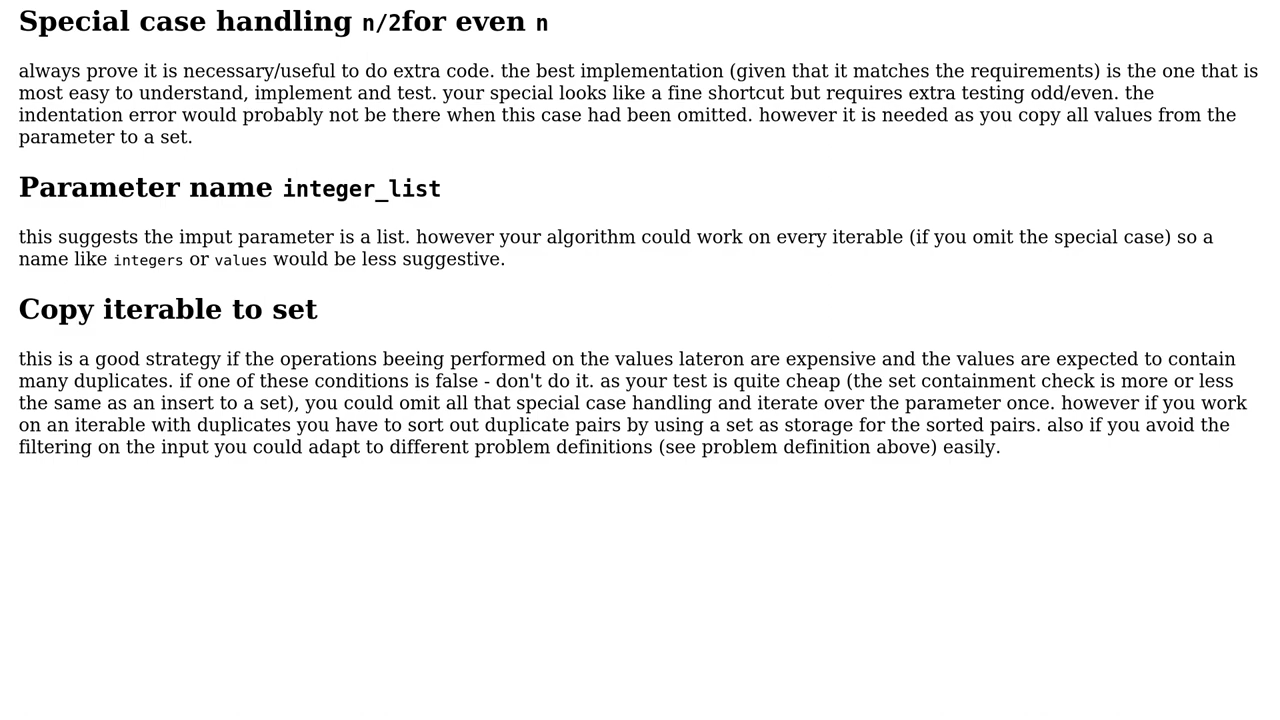 Special case handling n/2for even n
always prove it is necessary/useful to do extra code. the best implementation (given that it matches the requirements) is the one that is
most easy to understand, implement and test. your special looks like a fine shortcut but requires extra testing odd/even. the
indentation error would probably not be there when this case had been omitted. however it is needed as you copy all values from the
parameter to a set.
Parameter name integer_list
this suggests the imput parameter is a list. however your algorithm could work on every iterable (if you omit the special case) so a
name like integers or values would be less suggestive.
Copy iterable to set
this is a good strategy if the operations beeing performed on the values lateron are expensive and the values are expected to contain
many duplicates. if one of these conditions is false - don't do it. as your test is quite cheap (the set containment check is more or less
the same as an insert to a set), you could omit all that special case handling and iterate over the parameter once. however if you work
on an iterable with duplicates you have to sort out duplicate pairs by using a set as storage for the sorted pairs. also if you avoid the
filtering on the input you could adapt to different problem definitions (see problem definition above) easily.